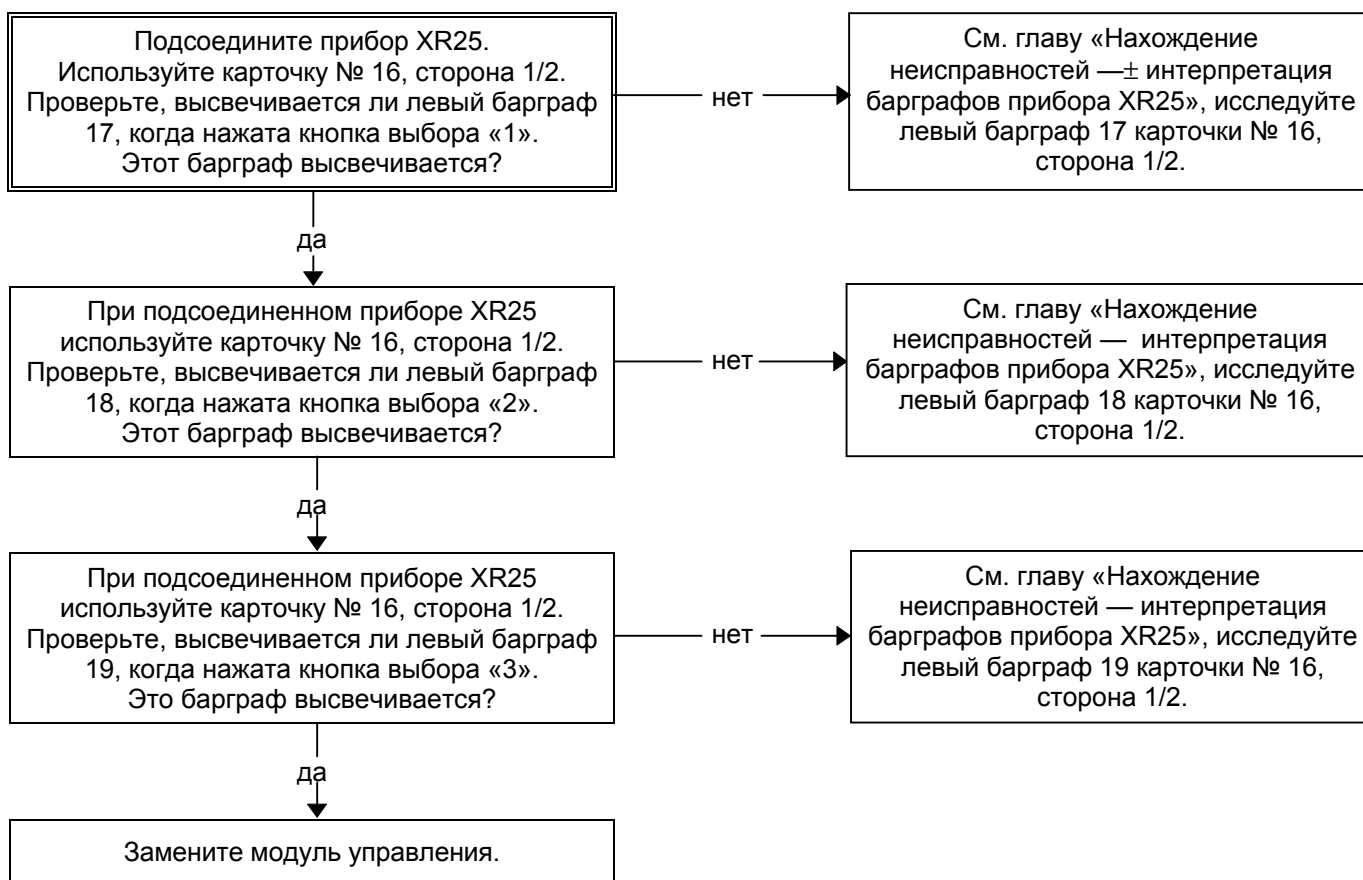 Подсоедините прибор XR25.
Используйте карточку № 16, сторона 1/2.
Проверьте, высвечивается ли левый барграф
17, когда нажата кнопка выбора «1».
Этот барграф высвечивается?
нет
См. главу «Нахождение
неисправностей —± интерпретация
барграфов прибора XR25», исследуйте
левый барграф 17 карточки № 16,
сторона 1/2.
да
При подсоединенном приборе XR25
используйте карточку № 16, сторона 1/2.
Проверьте, высвечивается ли левый барграф
18, когда нажата кнопка выбора «2».
Этот барграф высвечивается?
нет
См. главу «Нахождение
неисправностей — интерпретация
барграфов прибора XR25», исследуйте
левый барграф 18 карточки № 16,
сторона 1/2.
да
При подсоединенном приборе XR25
используйте карточку № 16, сторона 1/2.
Проверьте, высвечивается ли левый барграф
19, когда нажата кнопка выбора «3».
Это барграф высвечивается?
нет
См. главу «Нахождение
неисправностей — интерпретация
барграфов прибора XR25», исследуйте
левый барграф 19 карточки № 16,
сторона 1/2.
да
Замените модуль управления.